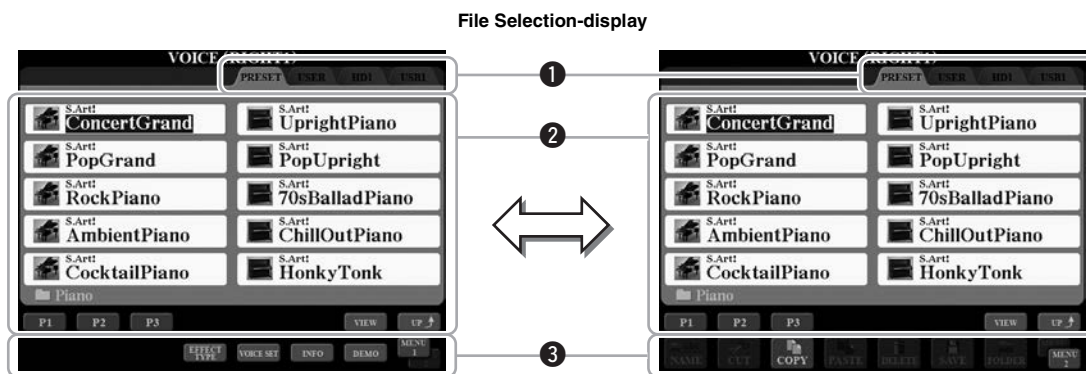 File Selection-display
VOICE (RIGHT1)
PRESET USER HD1 USB1
S.Art!
ConcertGrand
S.Art!
UprightPiano
S.Art!
PopGrand
S.Art!
PopUpright
S.Art!
RockPiano
S.Art!
70sBalladPiano
S.Art!
AmbientPiano
S.Art!
ChillOutPiano
S.Art!
CocktailPiano
S.Art!
HonkyTonk
Piano
P1 P2 P3 VIEW UP
EFFECT TYPE VOICE SET INFO DEMO MENU 1
1
2
3
VOICE (RIGHT1)
PRESET USER HD1 USB1
S.Art!
ConcertGrand
S.Art!
UprightPiano
S.Art!
PopGrand
S.Art!
PopUpright
S.Art!
RockPiano
S.Art!
70sBalladPiano
S.Art!
AmbientPiano
S.Art!
ChillOutPiano
S.Art!
CocktailPiano
S.Art!
HonkyTonk
Piano
P1 P2 P3 VIEW UP
NAME CUT COPY PASTE DELETE SAVE FOLDER MENU 2